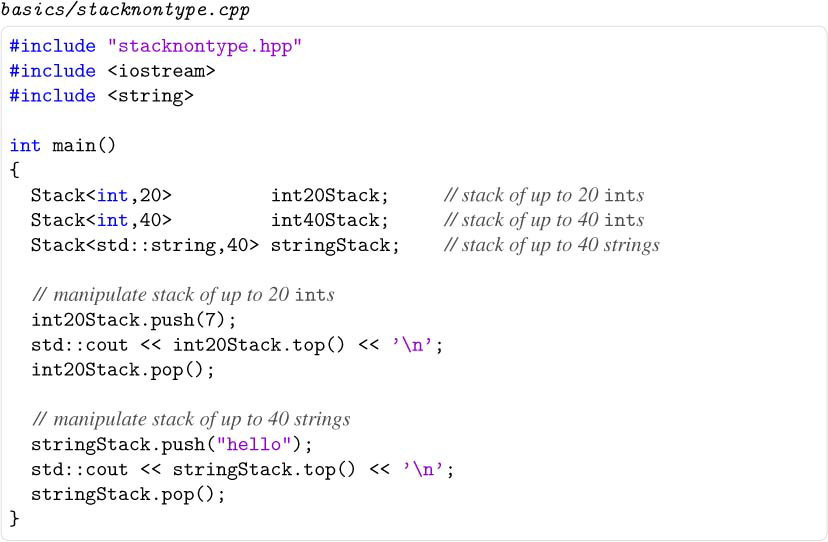 basics/stacknontype.cpp
#include "stacknontype.hpp"
#include <iostream>
#include <string>
int main()
{
  Stack<int,20>         int20Stack;     // stack of up to 20 ints
  Stack<int,40>         int40Stack;     // stack of up to 40 ints
  Stack<std::string,40> stringStack;    // stack of up to 40 strings
  // manipulate stack of up to 20 ints
  int20Stack.push(7);
  std::cout << int20Stack.top() << ’\n’;
  int20Stack.pop();
  // manipulate stack of up to 40 strings
  stringStack.push("hello");
  std::cout << stringStack.top() << ’\n’;
  stringStack.pop();
}